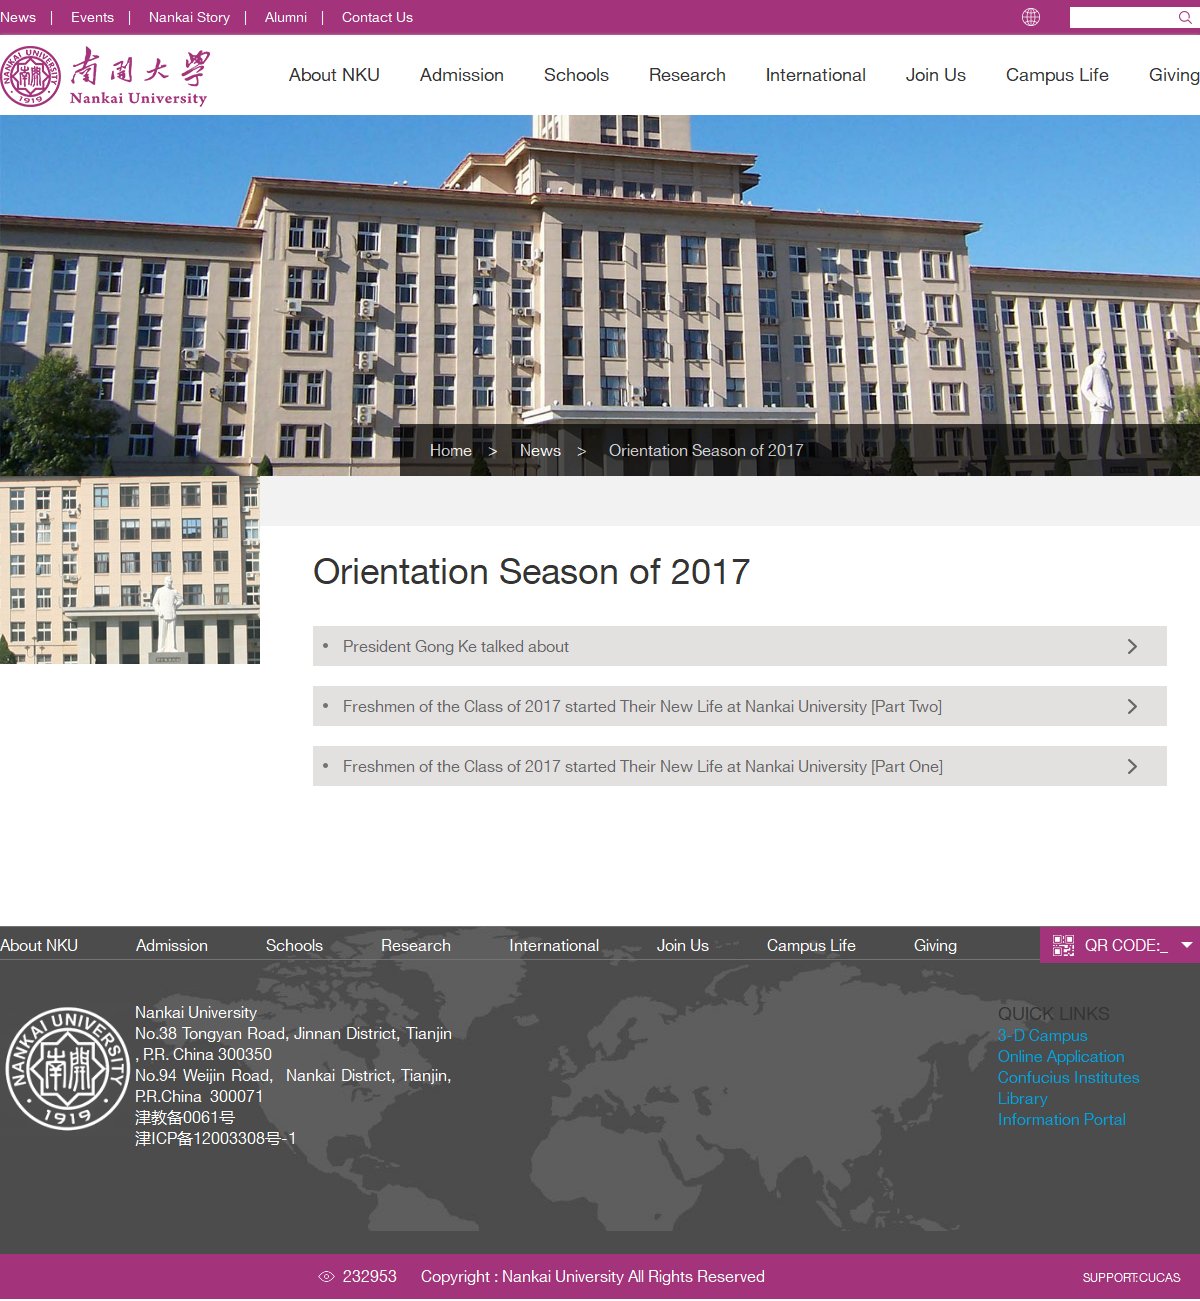 News | Events | Nankai Story | Alumni | Contact Us
NANKAI UNIVERSITY
1919
南開大學
Nankai University
About NKU Admission Schools Research International Join Us Campus Life Giving
Home > News > Orientation Season of 2017
Orientation Season of 2017
• President Gong Ke talked about
• Freshmen of the Class of 2017 started Their New Life at Nankai University [Part Two]
• Freshmen of the Class of 2017 started Their New Life at Nankai University [Part One]
About NKU Admission Schools Research International Join Us Campus Life Giving QR CODE:_
NANKAI UNIVERSITY
南開
1919
Nankai University
No.38 Tongyan Road, Jinnan District, Tianjin
, P.R. China 300350
No.94 Weijin Road, Nankai District, Tianjin,
P.R.China 300071
津教备0061号
津ICP备12003308号-1
QUICK LINKS
3-D Campus
Online Application
Confucius Institutes
Library
Information Portal
232953 Copyright : Nankai University All Rights Reserved SUPPORT:CUCAS